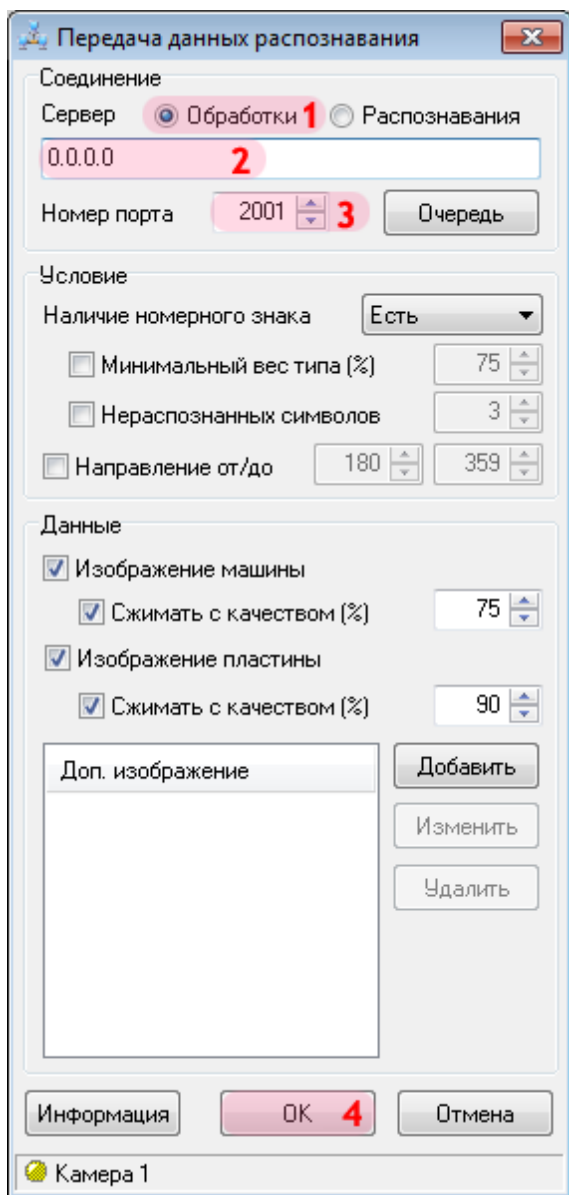 Передача данных распознавания
Соединение
Сервер Обработки 1 Распознавания
0.0.0.0 2
Номер порта 2001 3 Очередь
Условие
Наличие номерного знака Есть
Минимальный вес типа (%) 75
Нераспознанных символов 3
Направление от/до 180 359
Данные
Изображение машины
Сжимать с качеством (%) 75
Изображение пластины
Сжимать с качеством (%) 90
Доп. изображение Добавить
Изменить
Удалить
Информация OK 4 Отмена
Камера 1